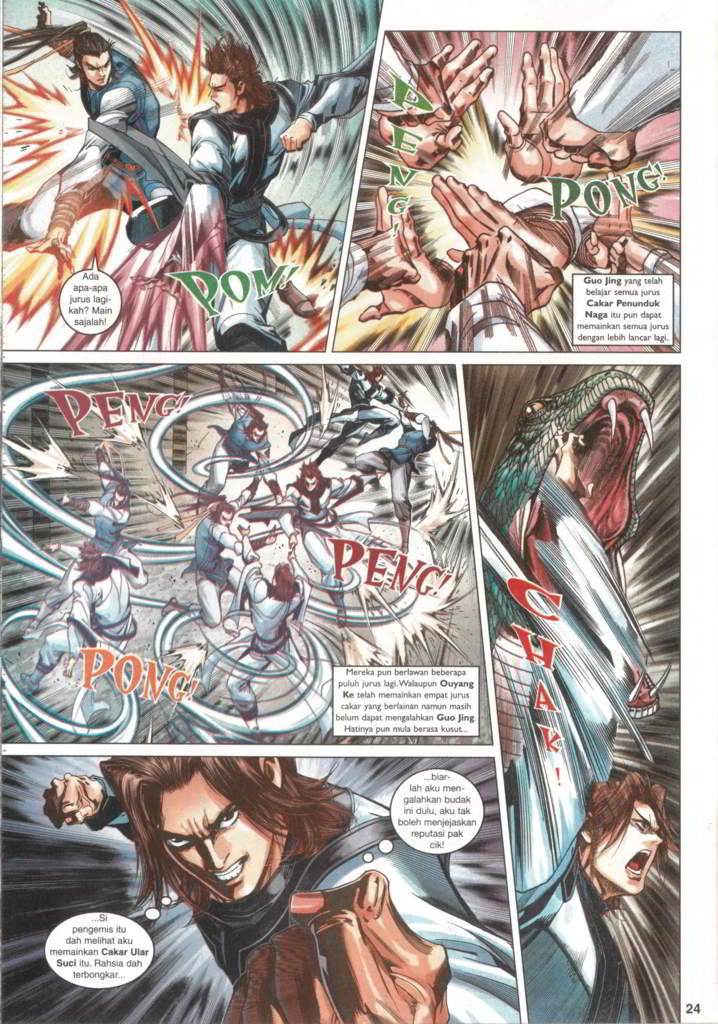 Ada
apa-apa
jurus lagi-
kah? Main
sajalah!
POM!
PENG!
PENG!
PONG!
Guo Jing yang telah
belajar semua jurus
Cakar Penunduk
Naga itu pun dapat
memainkan semua jurus
dengan lebih lancar lagi.
PENG!
PENG!
PONG!
Mereka pun berlawan beberapa
puluh jurus lagi. Walaupun Ouyang
Ke telah memainkan empat jurus
cakar yang berlainan namun masih
belum dapat mengalahkan Guo Jing.
Hatinya pun mula berasa kusut...
CHAK!
...biar-
lah aku men-
galahkan budak
ini dulu, aku tak
boleh menjejaskan
reputasi pak
cik!
...Si
pengemis itu
dah melihat aku
memainkan Cakar Ular
Suci itu. Rahsia dah
terbongkar...
24